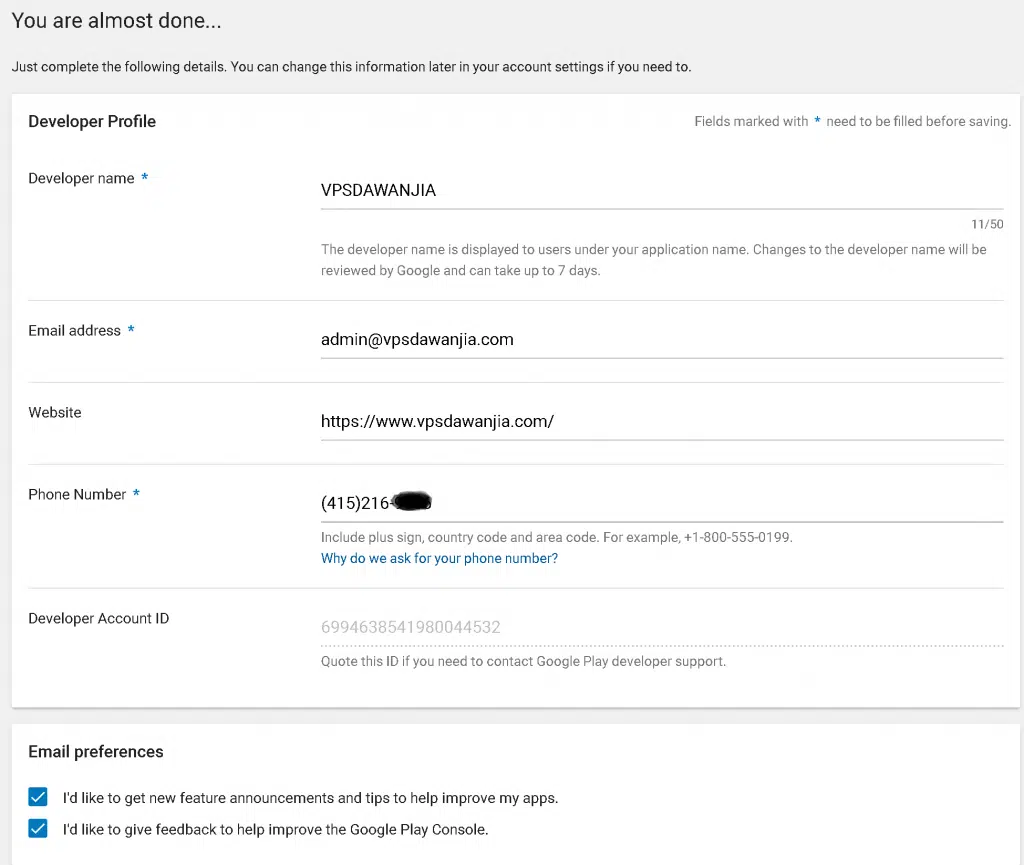 You are almost done...
Just complete the following details. You can change this information later in your account settings if you need to.
Developer Profile
Fields marked with * need to be filled before saving.
Developer name *
VPSDAWANJIA
11/50
The developer name is displayed to users under your application name. Changes to the developer name will be
reviewed by Google and can take up to 7 days.
Email address *
admin@vpsdawanjia.com
Website
https://www.vpsdawanjia.com/
Phone Number *
(415)216-
Include plus sign, country code and area code. For example, +1-800-555-0199.
Why do we ask for your phone number?
Developer Account ID
6994638541980044532
Quote this ID if you need to contact Google Play developer support.
Email preferences
I'd like to get new feature announcements and tips to help improve my apps.
I'd like to give feedback to help improve the Google Play Console.